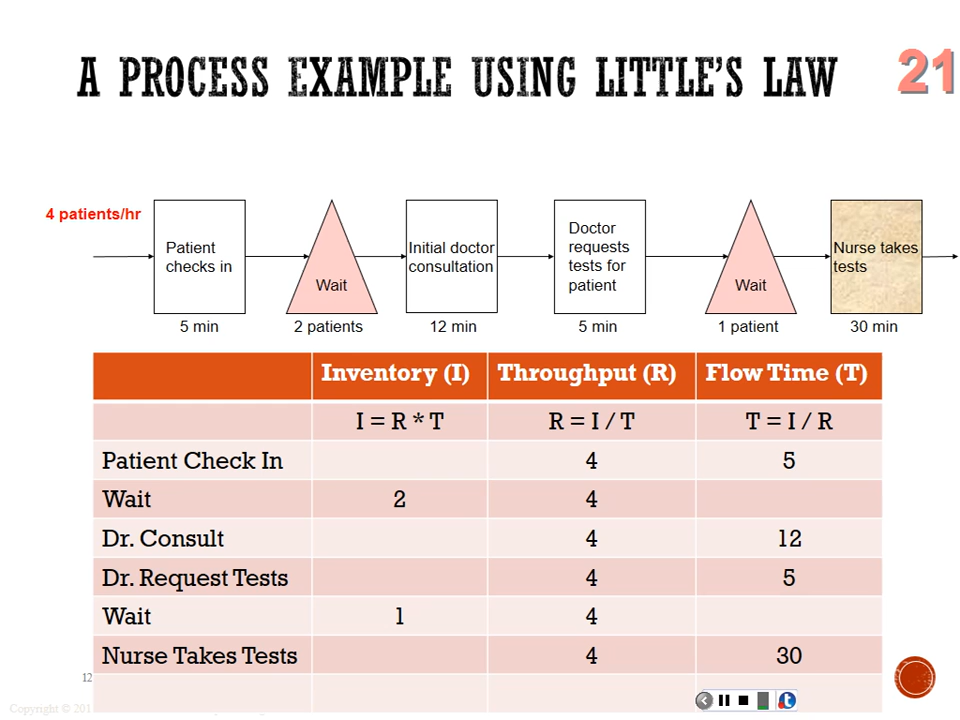 A PROCESS EXAMPLE USING LITTLE'S LAW
21
4 patients/hr
Patient
checks in
Wait
Initial doctor
consultation
Doctor
requests
tests for
patient
Wait
Nurse takes
tests
5 min
2 patients
12 min
5 min
1 patient
30 min
Inventory (I) Throughput (R) Flow Time (T)
I = R * T R = I / T T = I / R
Patient Check In 4 5
Wait 2 4
Dr. Consult 4 12
Dr. Request Tests 4 5
Wait 1 4
Nurse Takes Tests 4 30
12
Copyright © 201